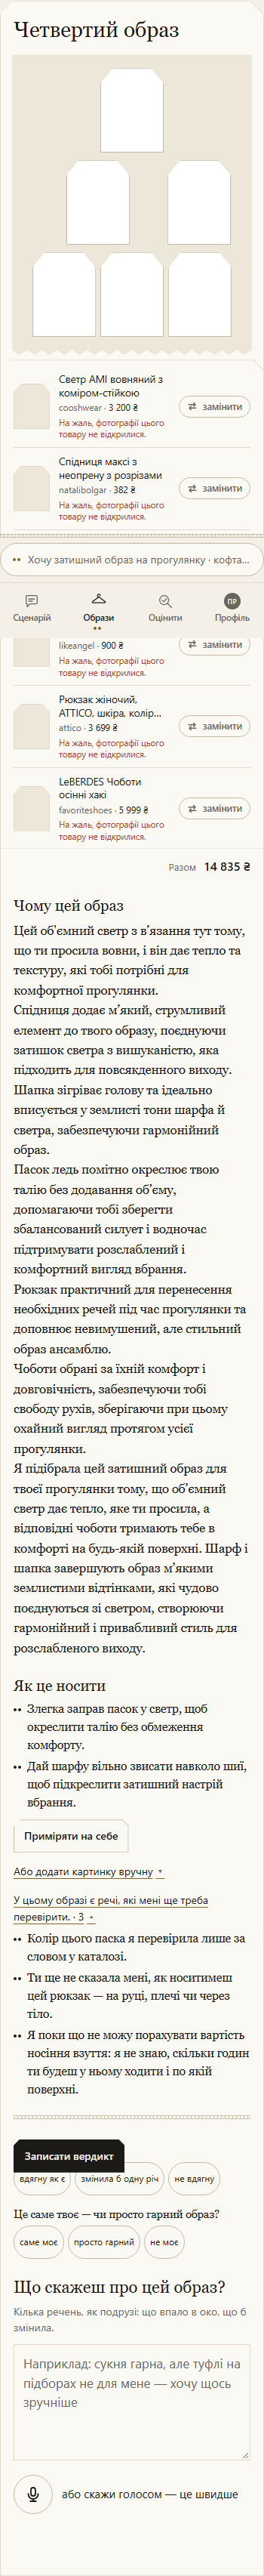 Четвертий образ
Светр AMI вовняний з
коміром-стійкою
cooshwear · 3 200 ₴
На жаль, фотографії цього
товару не відкрилися.
замінити
Спідниця максі з
неопрену з розрізами
natalibolgar · 382 ₴
На жаль, фотографії цього
товару не відкрилися.
замінити
Хочу затишний образ на прогулянку · кофта...
Сценарій
Образи
Оцінити
ПР
Профіль
likeangel · 900 ₴
На жаль, фотографії цього
товару не відкрилися.
замінити
Рюкзак жіночий,
ATTICO, шкіра, колір...
attico · 3 699 ₴
На жаль, фотографії цього
товару не відкрилися.
замінити
LeBERDES Чоботи
осінні хакі
favoriteshoes · 5 999 ₴
На жаль, фотографії цього
товару не відкрилися.
замінити
Разом 14 835 ₴
Чому цей образ
Цей об'ємний светр з в’язання тут тому,
що ти просила вовни, і він дає тепло та
текстуру, які тобі потрібні для
комфортної прогулянки.
Спідниця додає м’який, струмливий
елемент до твого образу, поєднуючи
затишок светра з вишуканістю, яка
підходить для повсякденного виходу.
Шапка зігріває голову та ідеально
вписується у землисті тони шарфа й
светра, забезпечуючи гармонійний
образ.
Пасок ледь помітно окреслює твою
талію без додавання об’єму,
допомагаючи тобі зберегти
збалансований силует і водночас
підтримувати розслаблений і
комфортний вигляд вбрання.
Рюкзак практичний для перенесення
необхідних речей під час прогулянки та
доповнює невимушений, але стильний
образ ансамблю.
Чоботи обрані за їхній комфорт і
довговічність, забезпечуючи тобі
свободу рухів, зберігаючи при цьому
охайний вигляд протягом усієї
прогулянки.
Я підібрала цей затишний образ для
твоєї прогулянки тому, що об’ємний
светр дає тепло, яке ти просила, а
відповідні чоботи тримають тебе в
комфорті на будь-якій поверхні. Шарф і
шапка завершують образ м’якими
землистими відтінками, які чудово
поєднуються зі светром, створюючи
гармонійний і привабливий стиль для
розслабленого виходу.
Як це носити
Злегка заправ пасок у светр, щоб
окреслити талію без обмеження
комфорту.
Дай шарфу вільно звисати навколо шиї,
щоб підкреслити затишний настрій
вбрання.
Приміряти на себе
Або додати картинку вручну
У цьому образі є речі, які мені ще треба
перевірити. · 3
Колір цього паска я перевірила лише за
словом у каталозі.
Ти ще не сказала мені, як носитимеш
цей рюкзак — на руці, плечі чи через
тіло.
Я поки що не можу порахувати вартість
носіння взуття: я не знаю, скільки годин
ти будеш у ньому ходити і по якій
поверхні.
Записати вердикт
вдягну як є
змінила б одну річ
не вдягну
Це саме твоє — чи просто гарний образ?
саме моє
просто гарний
не моє
Що скажеш про цей образ?
Кілька речень, як подрузі: що впало в око, що б
змінила.
Наприклад: сукня гарна, але туфлі на
підборах не для мене — хочу щось
зручніше
або скажи голосом — це швидше